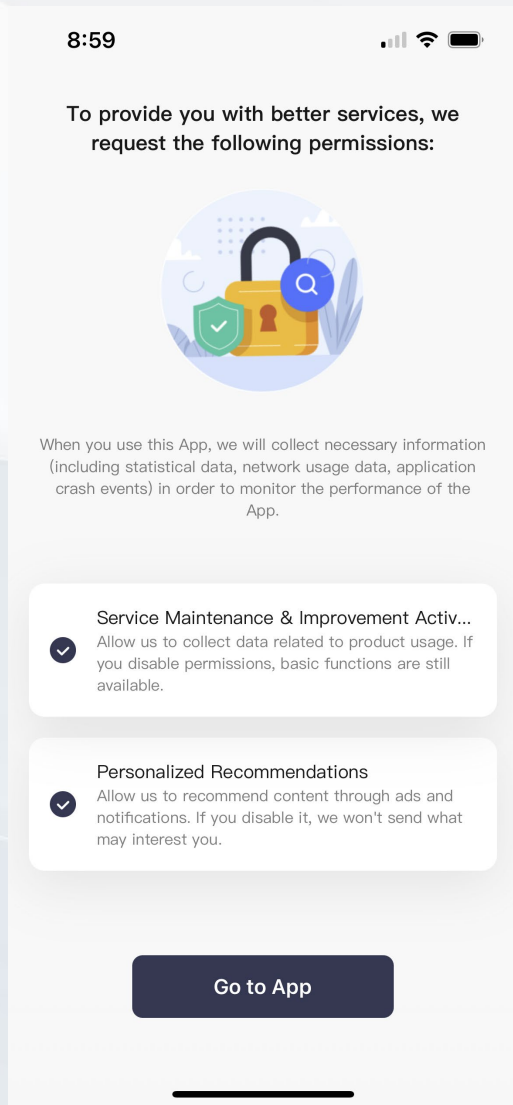 8:59
To provide you with better services, we
request the following permissions:
When you use this App, we will collect necessary information
(including statistical data, network usage data, application
crash events) in order to monitor the performance of the
App.
Service Maintenance & Improvement Activ...
Allow us to collect data related to product usage. If
you disable permissions, basic functions are still
available.
Personalized Recommendations
Allow us to recommend content through ads and
notifications. If you disable it, we won't send what
may interest you.
Go to App